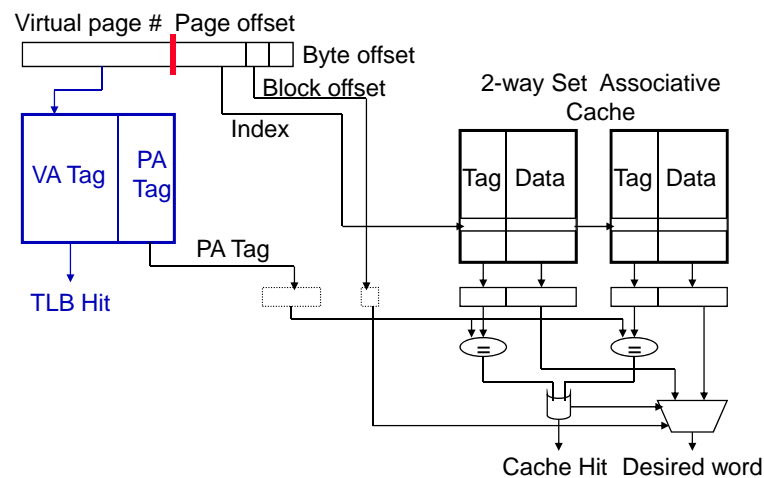 Virtual page # Page offset
Byte offset
Block offset
Index
2-way Set Associative
Cache
VA Tag
PA
Tag
Tag Data
Tag Data
PA Tag
TLB Hit
=
=
Cache Hit Desired word